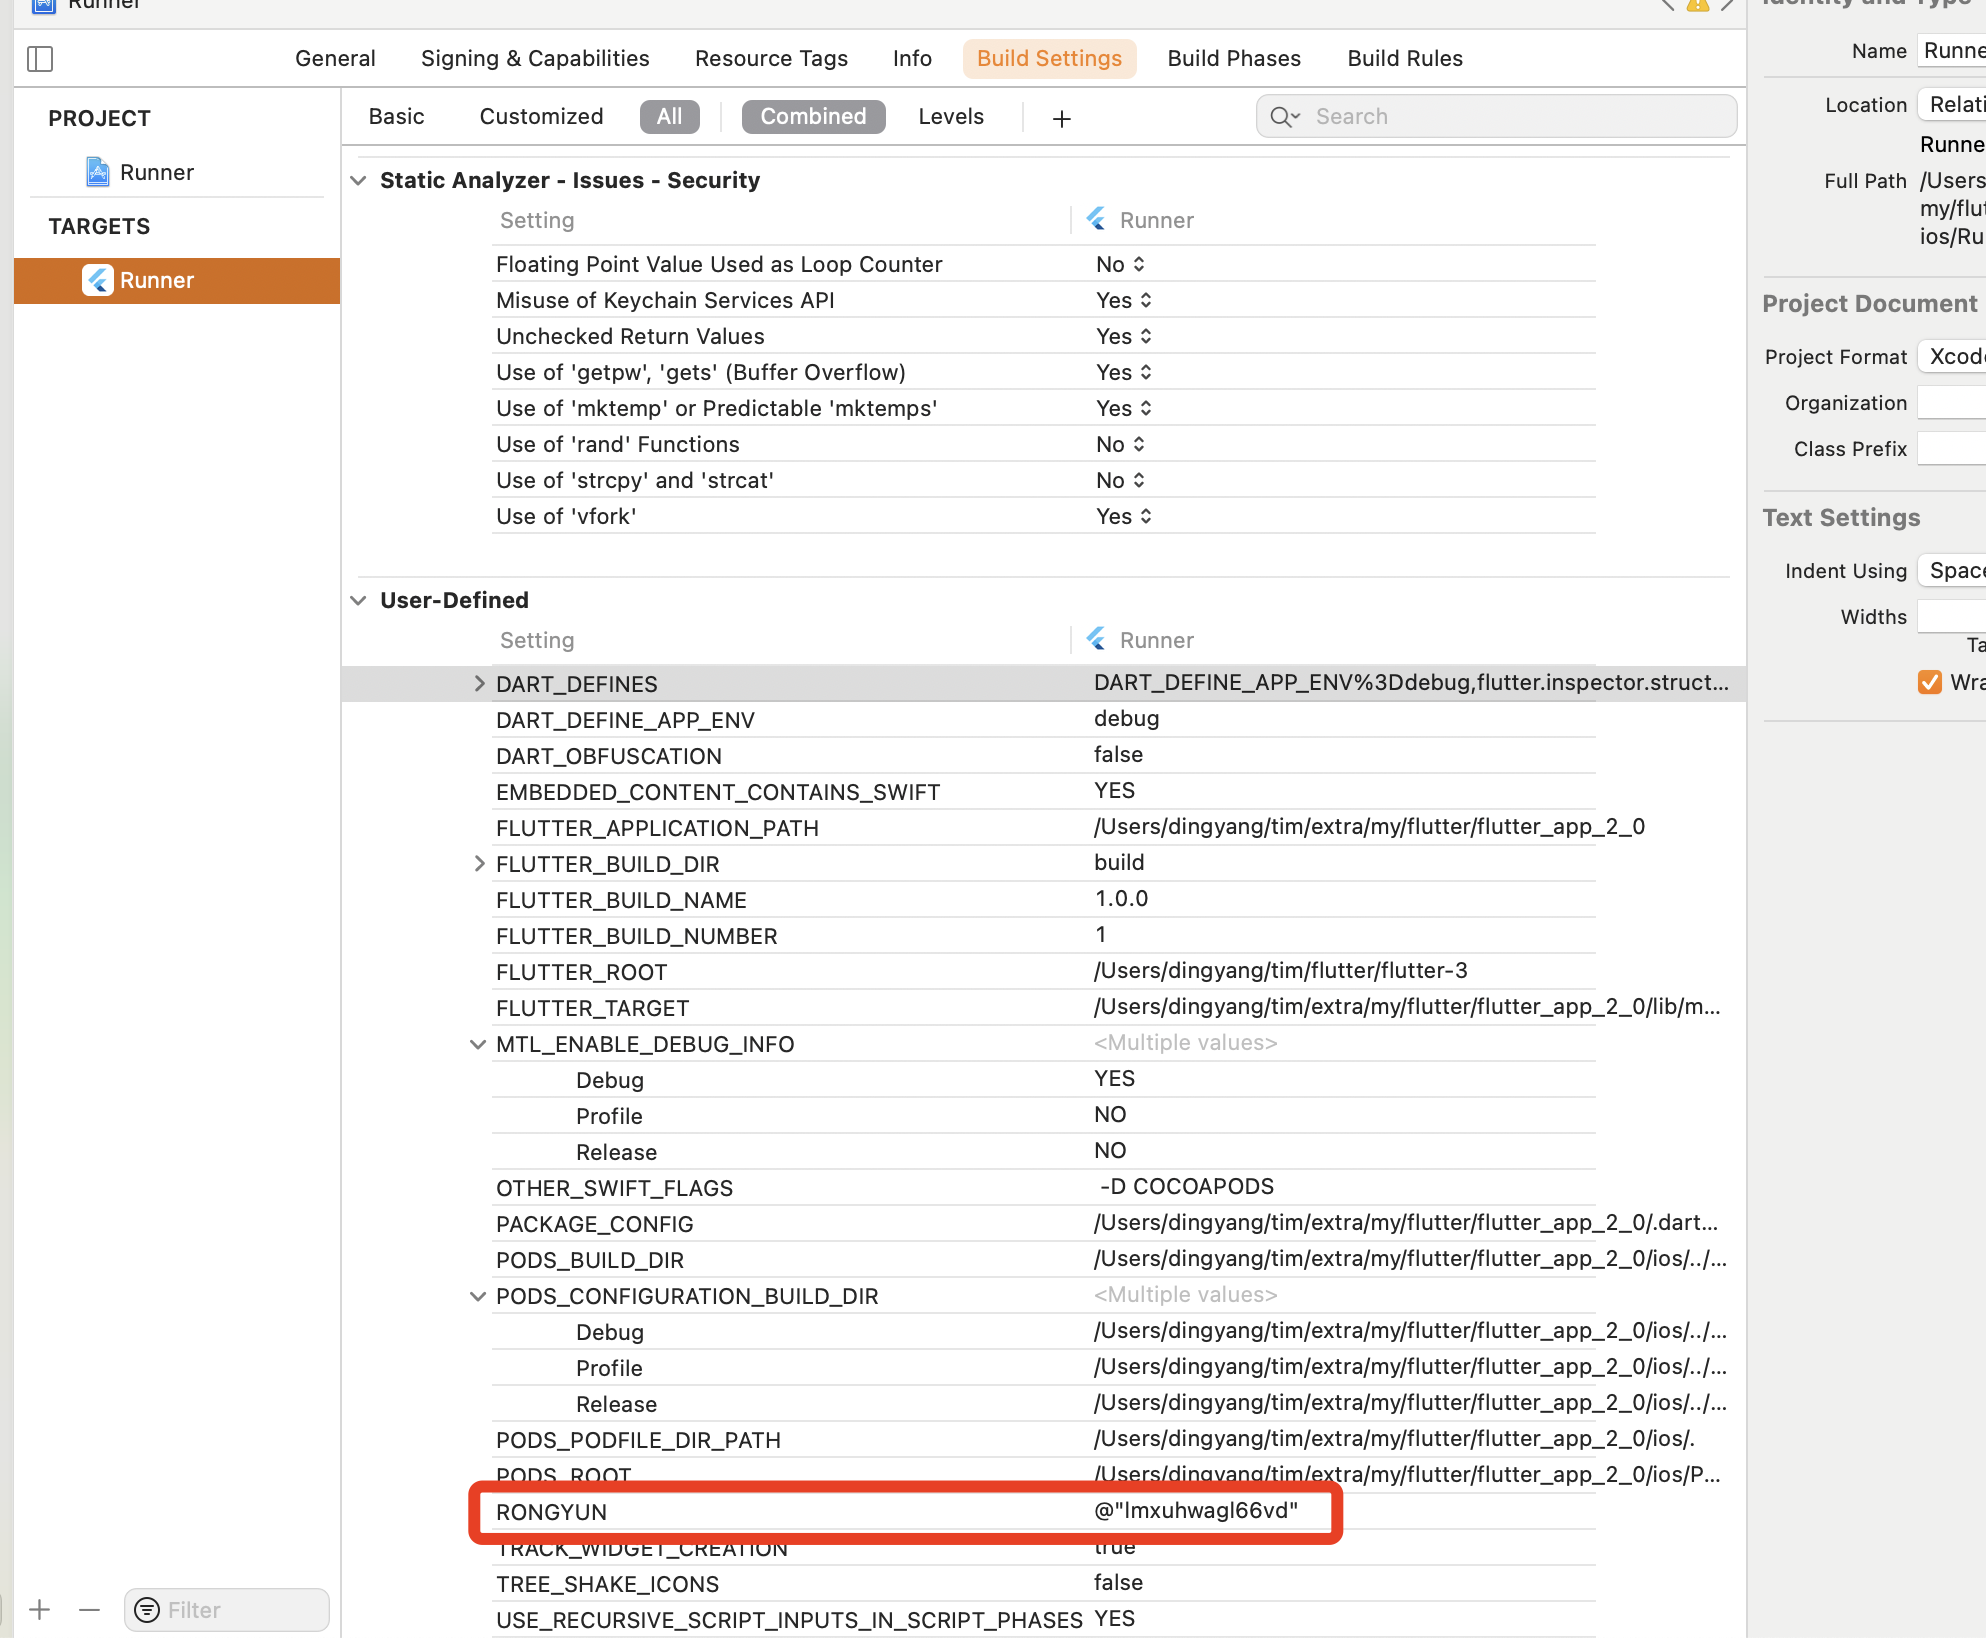 Runner
Identity and Type
General Signing & Capabilities Resource Tags Info Build Settings Build Phases Build Rules
Name Runne
PROJECT
Runner
TARGETS
Runner
Basic Customized All Combined Levels + Search
Location Relati
Runne
Full Path /Users
my/flut
ios/Ru
Static Analyzer - Issues - Security
Setting Runner
Floating Point Value Used as Loop Counter No
Misuse of Keychain Services API Yes
Unchecked Return Values Yes
Use of 'getpw', 'gets' (Buffer Overflow) Yes
Use of 'mktemp' or Predictable 'mktemps' Yes
Use of 'rand' Functions No
Use of 'strcpy' and 'strcat' No
Use of 'vfork' Yes
Project Document
Project Format Xcode
Organization
Class Prefix
Text Settings
Indent Using Space
Widths
Ta
Wra
User-Defined
Setting Runner
DART_DEFINES DART_DEFINE_APP_ENV%3Ddebug,flutter.inspector.struct...
DART_DEFINE_APP_ENV debug
DART_OBFUSCATION false
EMBEDDED_CONTENT_CONTAINS_SWIFT YES
FLUTTER_APPLICATION_PATH /Users/dingyang/tim/extra/my/flutter/flutter_app_2_0
FLUTTER_BUILD_DIR build
FLUTTER_BUILD_NAME 1.0.0
FLUTTER_BUILD_NUMBER 1
FLUTTER_ROOT /Users/dingyang/tim/flutter/flutter-3
FLUTTER_TARGET /Users/dingyang/tim/extra/my/flutter/flutter_app_2_0/lib/m...
MTL_ENABLE_DEBUG_INFO <Multiple values>
Debug YES
Profile NO
Release NO
OTHER_SWIFT_FLAGS -D COCOAPODS
PACKAGE_CONFIG /Users/dingyang/tim/extra/my/flutter/flutter_app_2_0/.dart...
PODS_BUILD_DIR /Users/dingyang/tim/extra/my/flutter/flutter_app_2_0/ios/../...
PODS_CONFIGURATION_BUILD_DIR <Multiple values>
Debug /Users/dingyang/tim/extra/my/flutter/flutter_app_2_0/ios/../...
Profile /Users/dingyang/tim/extra/my/flutter/flutter_app_2_0/ios/../...
Release /Users/dingyang/tim/extra/my/flutter/flutter_app_2_0/ios/../...
PODS_PODFILE_DIR_PATH /Users/dingyang/tim/extra/my/flutter/flutter_app_2_0/ios/.
PODS_ROOT /Users/dingyang/tim/extra/my/flutter/flutter_app_2_0/ios/P...
RONGYUN @"lmxuhwagl66vd"
TRACK_WIDGET_CREATION true
TREE_SHAKE_ICONS false
USE_RECURSIVE_SCRIPT_INPUTS_IN_SCRIPT_PHASES YES
Filter